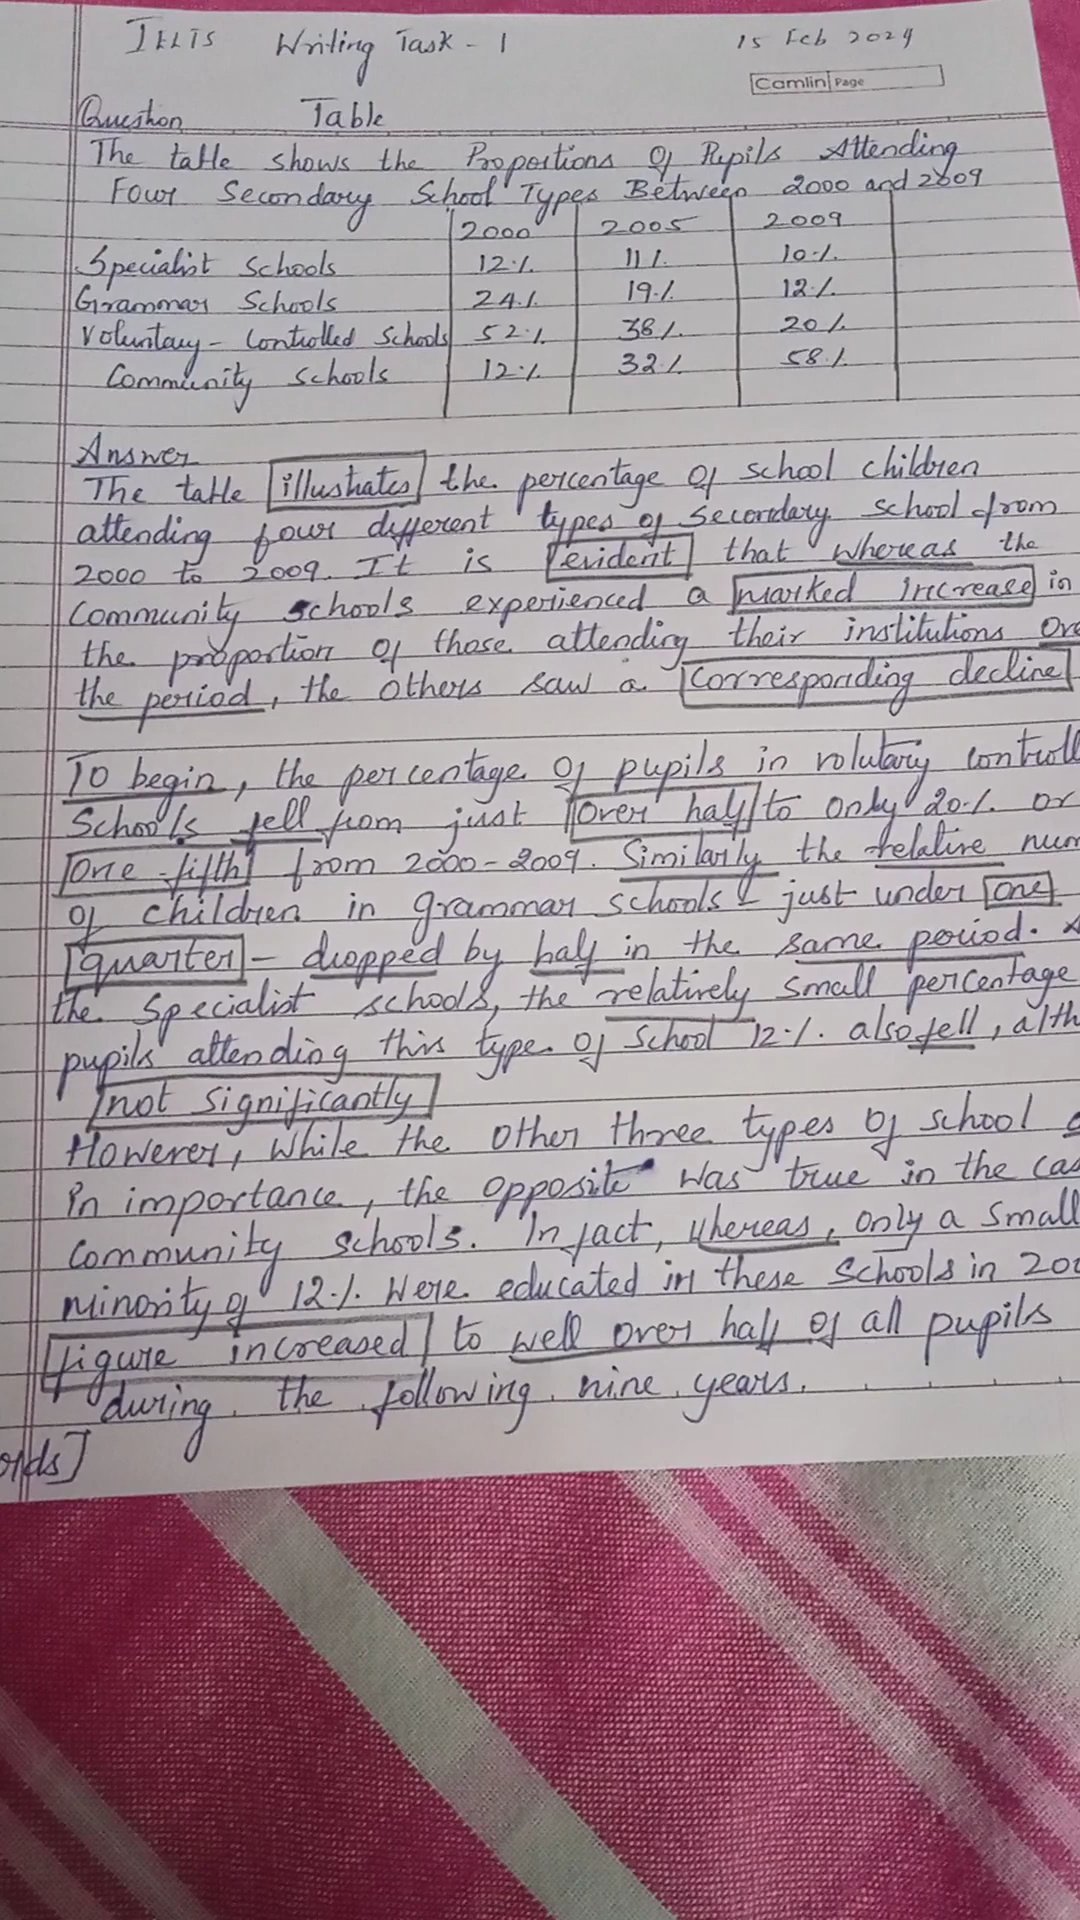 IELTS Writing Task - 1 15 Feb 2024
Camlin Page
Question Table
The table shows the Proportions of Pupils Attending
Four Secondary School Types Between 2000 and 2009
2000 2005 2009
Specialist Schools 12% 11% 10%
Grammar Schools 24% 19% 12%
Voluntary - Controlled Schools 52% 38% 20%
Community Schools 12% 32% 58%
Answer
The table illustrates the percentage of school children
attending four different types of Secondary school from
2000 to 2009. It is evident that whereas the
Community schools experienced a marked increase in
the proportion of those attending their institutions
the period, the others saw a corresponding decline
To begin, the percentage of pupils in volutary
Schools fell from just over half to only 20% or
one-fifth from 2000-2009. Similarly the relative
of children in grammar schools just under one
quarter - dropped by half in the same period.
the Specialist schools, the relatively small percentage
pupils attending this type of School 12% also fell,
not significantly
However, While the other three types of school
in importance, the opposite was true in the
Community schools. In fact, whereas, only a small
minority of 12% were educated in these schools in
figure increased to well over half of all pupils
during the following nine years.